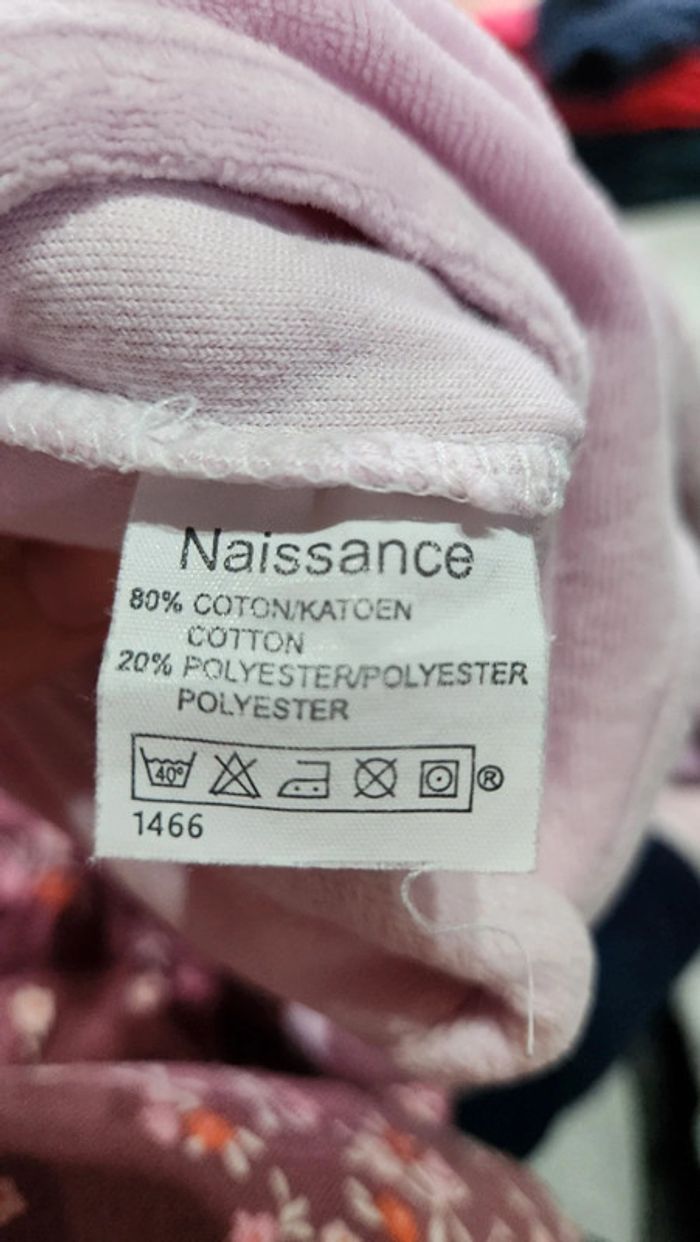 Naissance
80% COTON/KATOEN
COTTON
20% POLYESTER/POLYESTER
POLYESTER
40°
®
1466